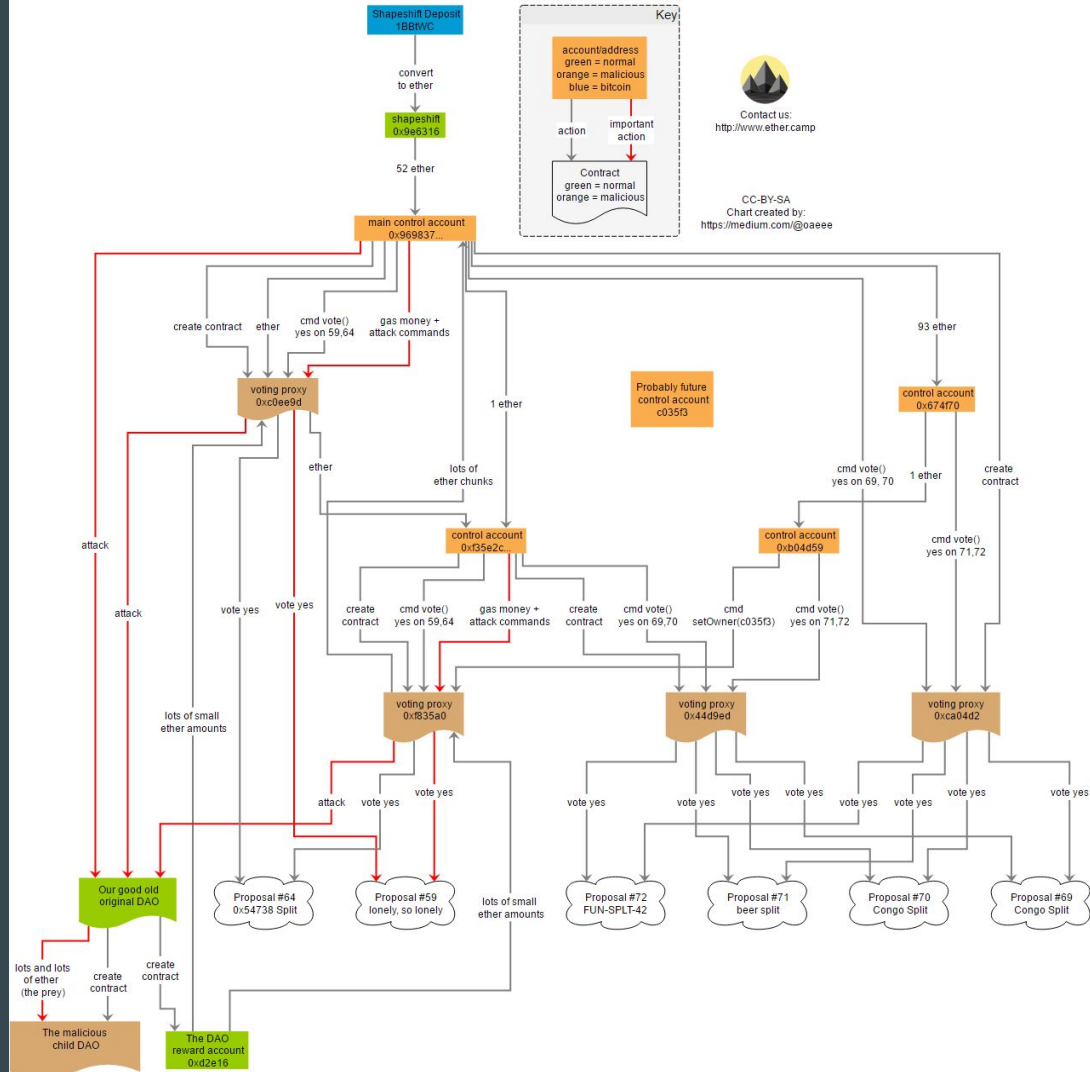 Shapeshift Deposit
1BBtWC
Key
convert
to ether
account/address
green = normal
orange = malicious
blue = bitcoin
Contact us:
http://www.ether.camp
shapeshift
0x9e6316
action
important
action
52 ether
Contract
green = normal
orange = malicious
CC-BY-SA
Chart created by:
https://medium.com/@oaeee
main control account
0x969837...
create contract
ether
cmd vote()
yes on 59,64
gas money +
attack commands
93 ether
voting proxy
0xc0ee9d
1 ether
Probably future
control account
c035f3
control account
0x674f70
ether
lots of
ether chunks
cmd vote()
yes on 69, 70
1 ether
create
contract
attack
control account
0xf35e2c...
control account
0xb04d59
cmd vote()
yes on 71,72
attack
vote yes
vote yes
create
contract
cmd vote()
yes on 59,64
gas money +
attack commands
create
contract
cmd vote()
yes on 69,70
cmd
setOwner(c035f3)
cmd vote()
yes on 71,72
lots of small
ether amounts
voting proxy
0xf835a0
voting proxy
0x44d9ed
voting proxy
0xca04d2
attack
vote yes
vote yes
vote yes
vote yes
vote yes
vote yes
vote yes
vote yes
vote yes
vote yes
Our good old
original DAO
Proposal #64
0x54738 Split
Proposal #59
lonely, so lonely
lots of small
ether amounts
Proposal #72
FUN-SPLT-42
Proposal #71
beer split
Proposal #70
Congo Split
Proposal #69
Congo Split
lots and lots
of ether
(the prey)
create
contract
create
contract
The malicious
child DAO
The DAO
reward account
0xd2e16